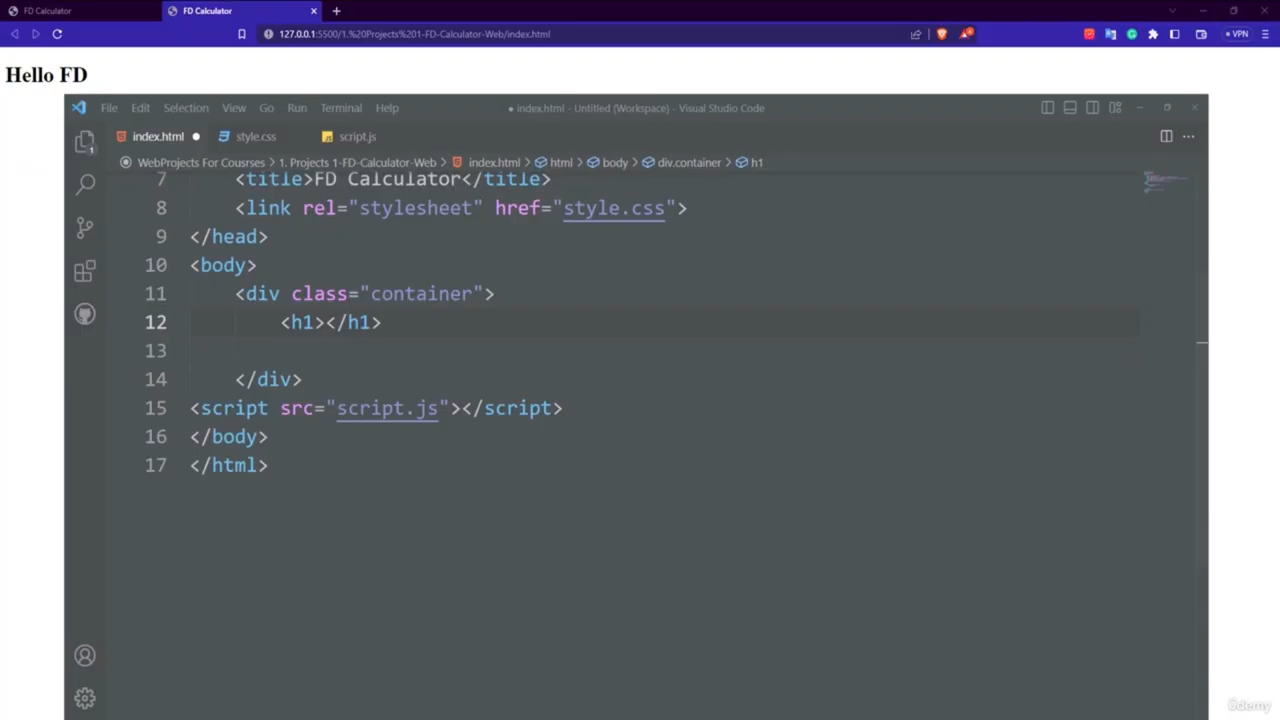 FD Calculator
FD Calculator
127.0.0.1:5500/1.%20Projects%201-FD-Calculator-Web/index.html
VPN
Hello FD
File Edit Selection View Go Run Terminal Help
● index.html - Untitled (Workspace) - Visual Studio Code
index.html ● style.css script.js
WebProjects For Coursses > 1. Projects 1-FD-Calculator-Web > index.html > html > body > div.container > h1
1
7 <title>FD Calculator</title>
8 <link rel="stylesheet" href="style.css">
9 </head>
10 <body>
11 <div class="container">
12 <h1></h1>
13
14 </div>
15 <script src="script.js"></script>
16 </body>
17 </html>
ûdemy